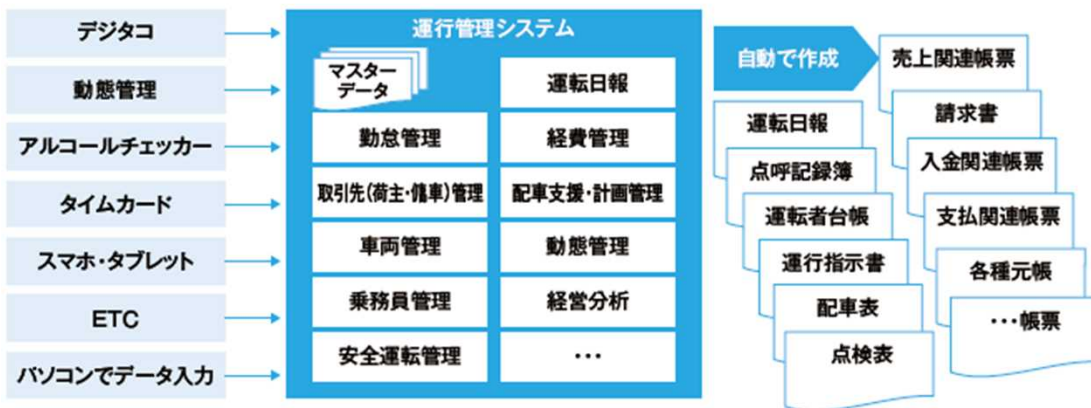 デジタコ
動態管理
アルコールチェッカー
タイムカード
スマホ・タブレット
ETC
パソコンでデータ入力
運行管理システム
マスター
データ
運転日報
勤怠管理
経費管理
取引先(荷主・傭車)管理
配車支援・計画管理
車両管理
動態管理
乗務員管理
経営分析
安全運転管理
・・・
自動で作成
運転日報
点呼記録簿
運転者台帳
運行指示書
配車表
点検表
売上関連帳票
請求書
入金関連帳票
支払関連帳票
各種元帳
・・・帳票